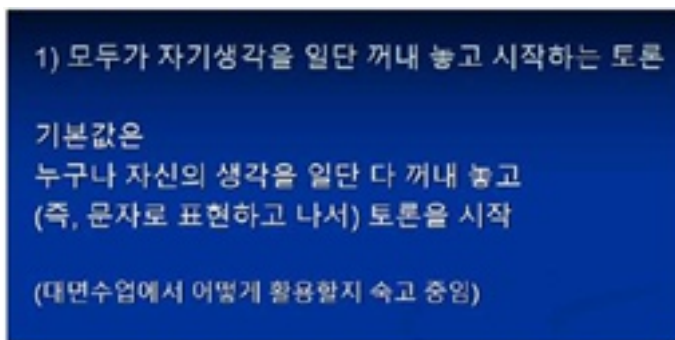 1) 모두가 자기생각을 일단 꺼내 놓고 시작하는 토론
기본값은
누구나 자신의 생각을 일단 다 꺼내 놓고
(즉, 문자로 표현하고 나서) 토론을 시작
(대면수업에서 어떻게 활용할지 숙고 중임)